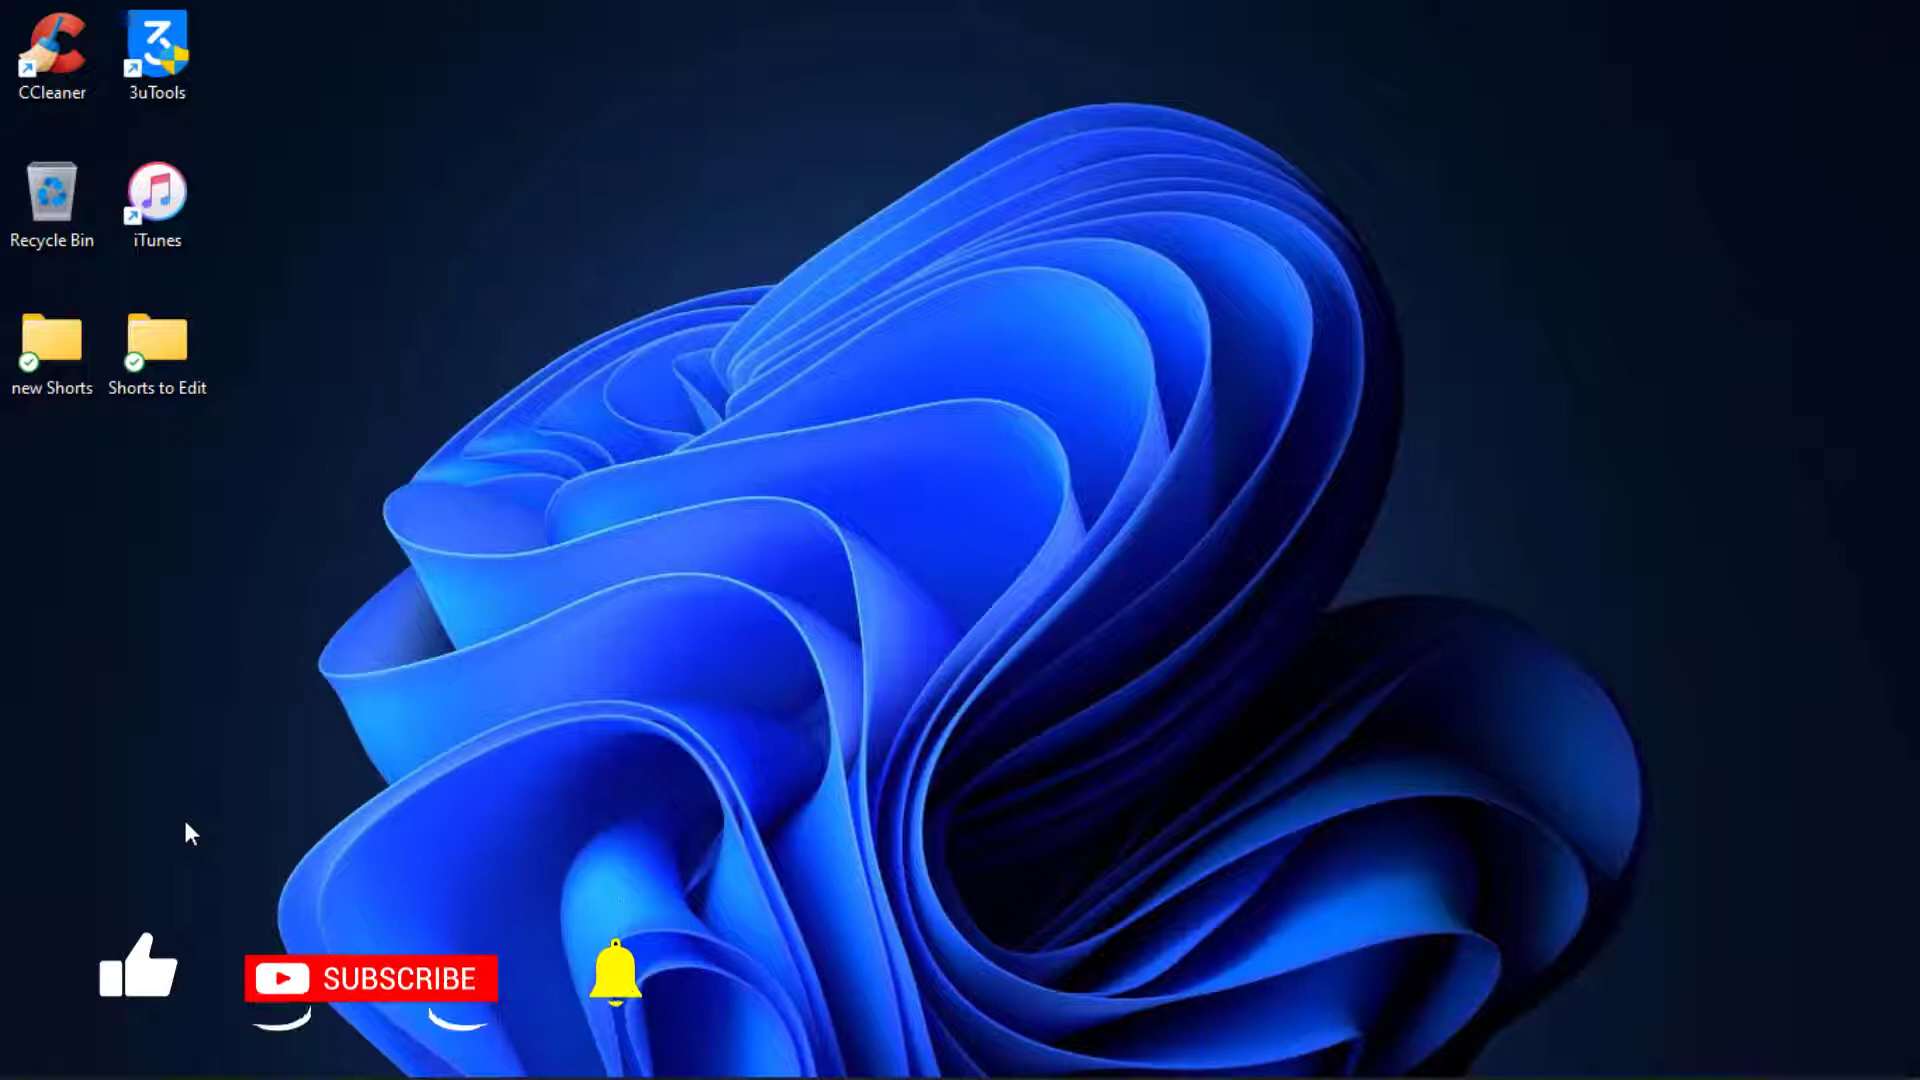 CCleaner
3uTools
Recycle Bin
iTunes
new Shorts
Shorts to Edit
SUBSCRIBE